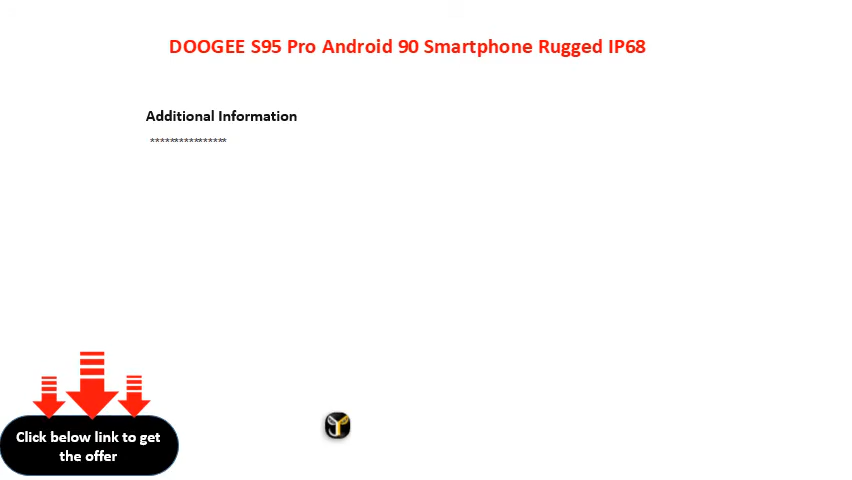 DOOGEE S95 Pro Android 90 Smartphone Rugged IP68
Additional Information
****************
Click below link to get
the offer